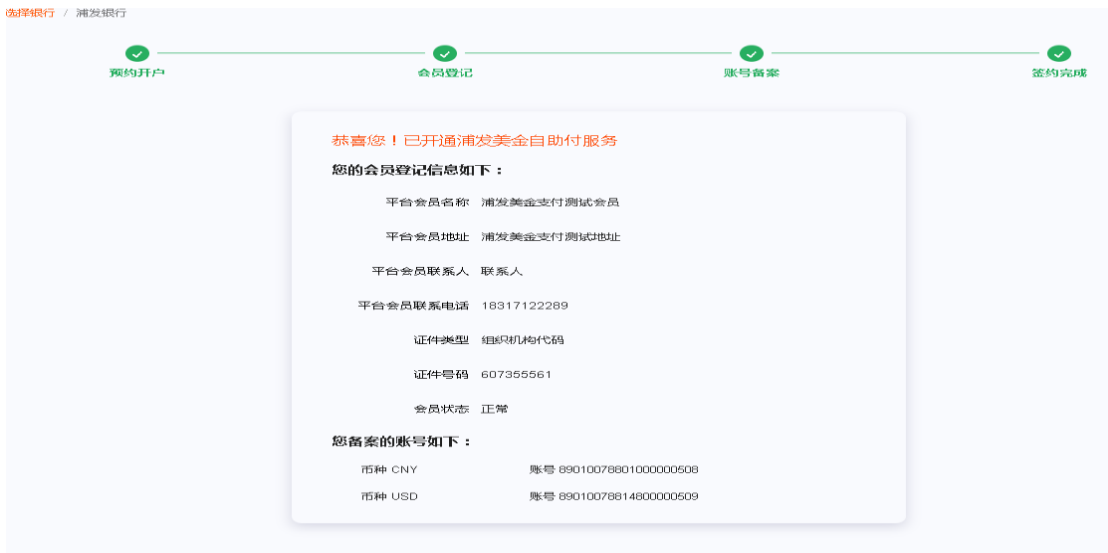 选择银行 / 浦发银行
预约开户 会员登记 账号备案 签约完成
恭喜您！已开通浦发美金自助付服务
您的会员登记信息如下：
平台会员名称 浦发美金支付测试会员
平台会员地址 浦发美金支付测试地址
平台会员联系人 联系人
平台会员联系电话 18317122289
证件类型 组织机构代码
证件号码 607355561
会员状态 正常
您备案的账号如下：
币种 CNY 账号 89010078801000000508
币种 USD 账号 89010078814800000509